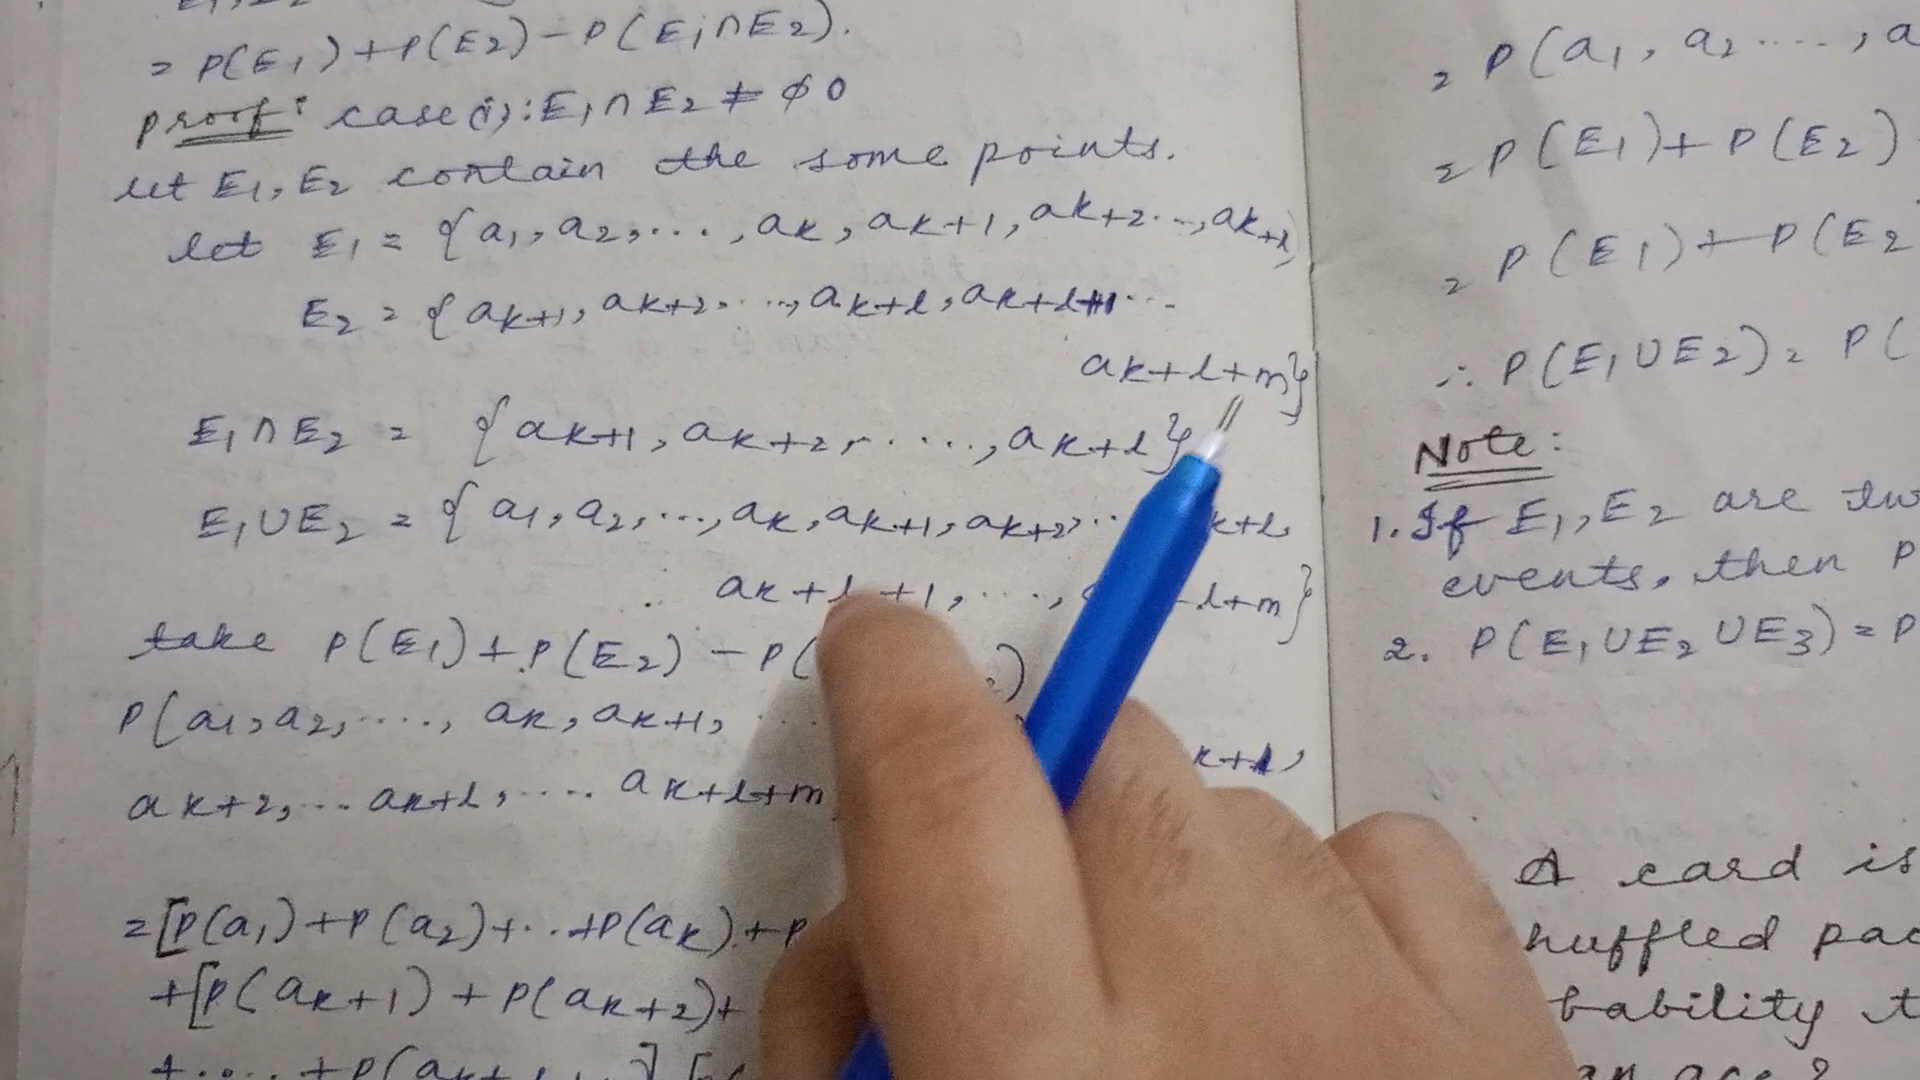 = P(E1)+P(E2)-P(E1∩E2).
Proof: case(i): E1∩E2 ≠ ϕ 0
let E1, E2 contain the some points.
let E1 = {a1, a2, ..., ak, ak+1, ak+2..., ak+l}
E2 = {ak+1, ak+2, ..., ak+l, ak+l+1...
ak+l+m}
E1∩E2 = {ak+1, ak+2, ....., ak+l}
E1∪E2 = {a1, a2, ..., ak, ak+1, ak+2, .. k+l,
ak+l+1, ..., l+m}
take P(E1)+P(E2)-P( )
P(a1, a2, ...., ak, ak+1, ...
k+l,
ak+2, ... ak+l, .... ak+l+m
=[P(a1)+P(a2)+..+P(ak)+P
+[P(ak+1)+P(ak+2)+
+....+P(ak+
= P(a1, a2 ...., a
= P(E1)+P(E2)
= P(E1)+P(E2
∴ P(E1∪E2) = P(
Note:
1. If E1, E2 are
events, then P
2. P(E1∪E2∪E3) = P
A card is
huffled pac
bability t
an ace?